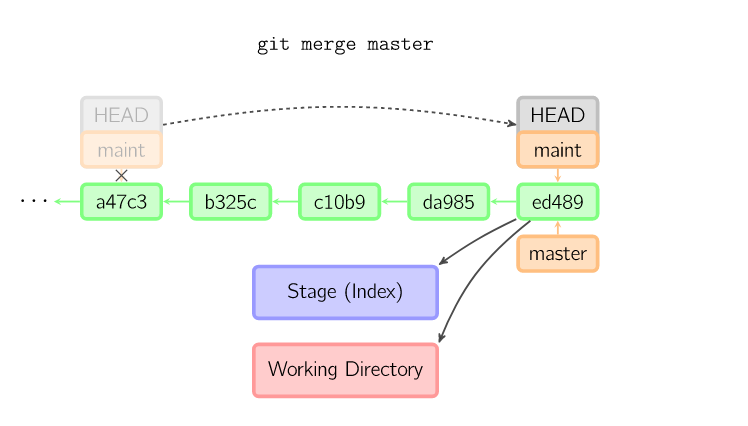 git merge master
HEAD HEAD
maint maint
... a47c3 b325c c10b9 da985 ed489
master
Stage (Index)
Working Directory